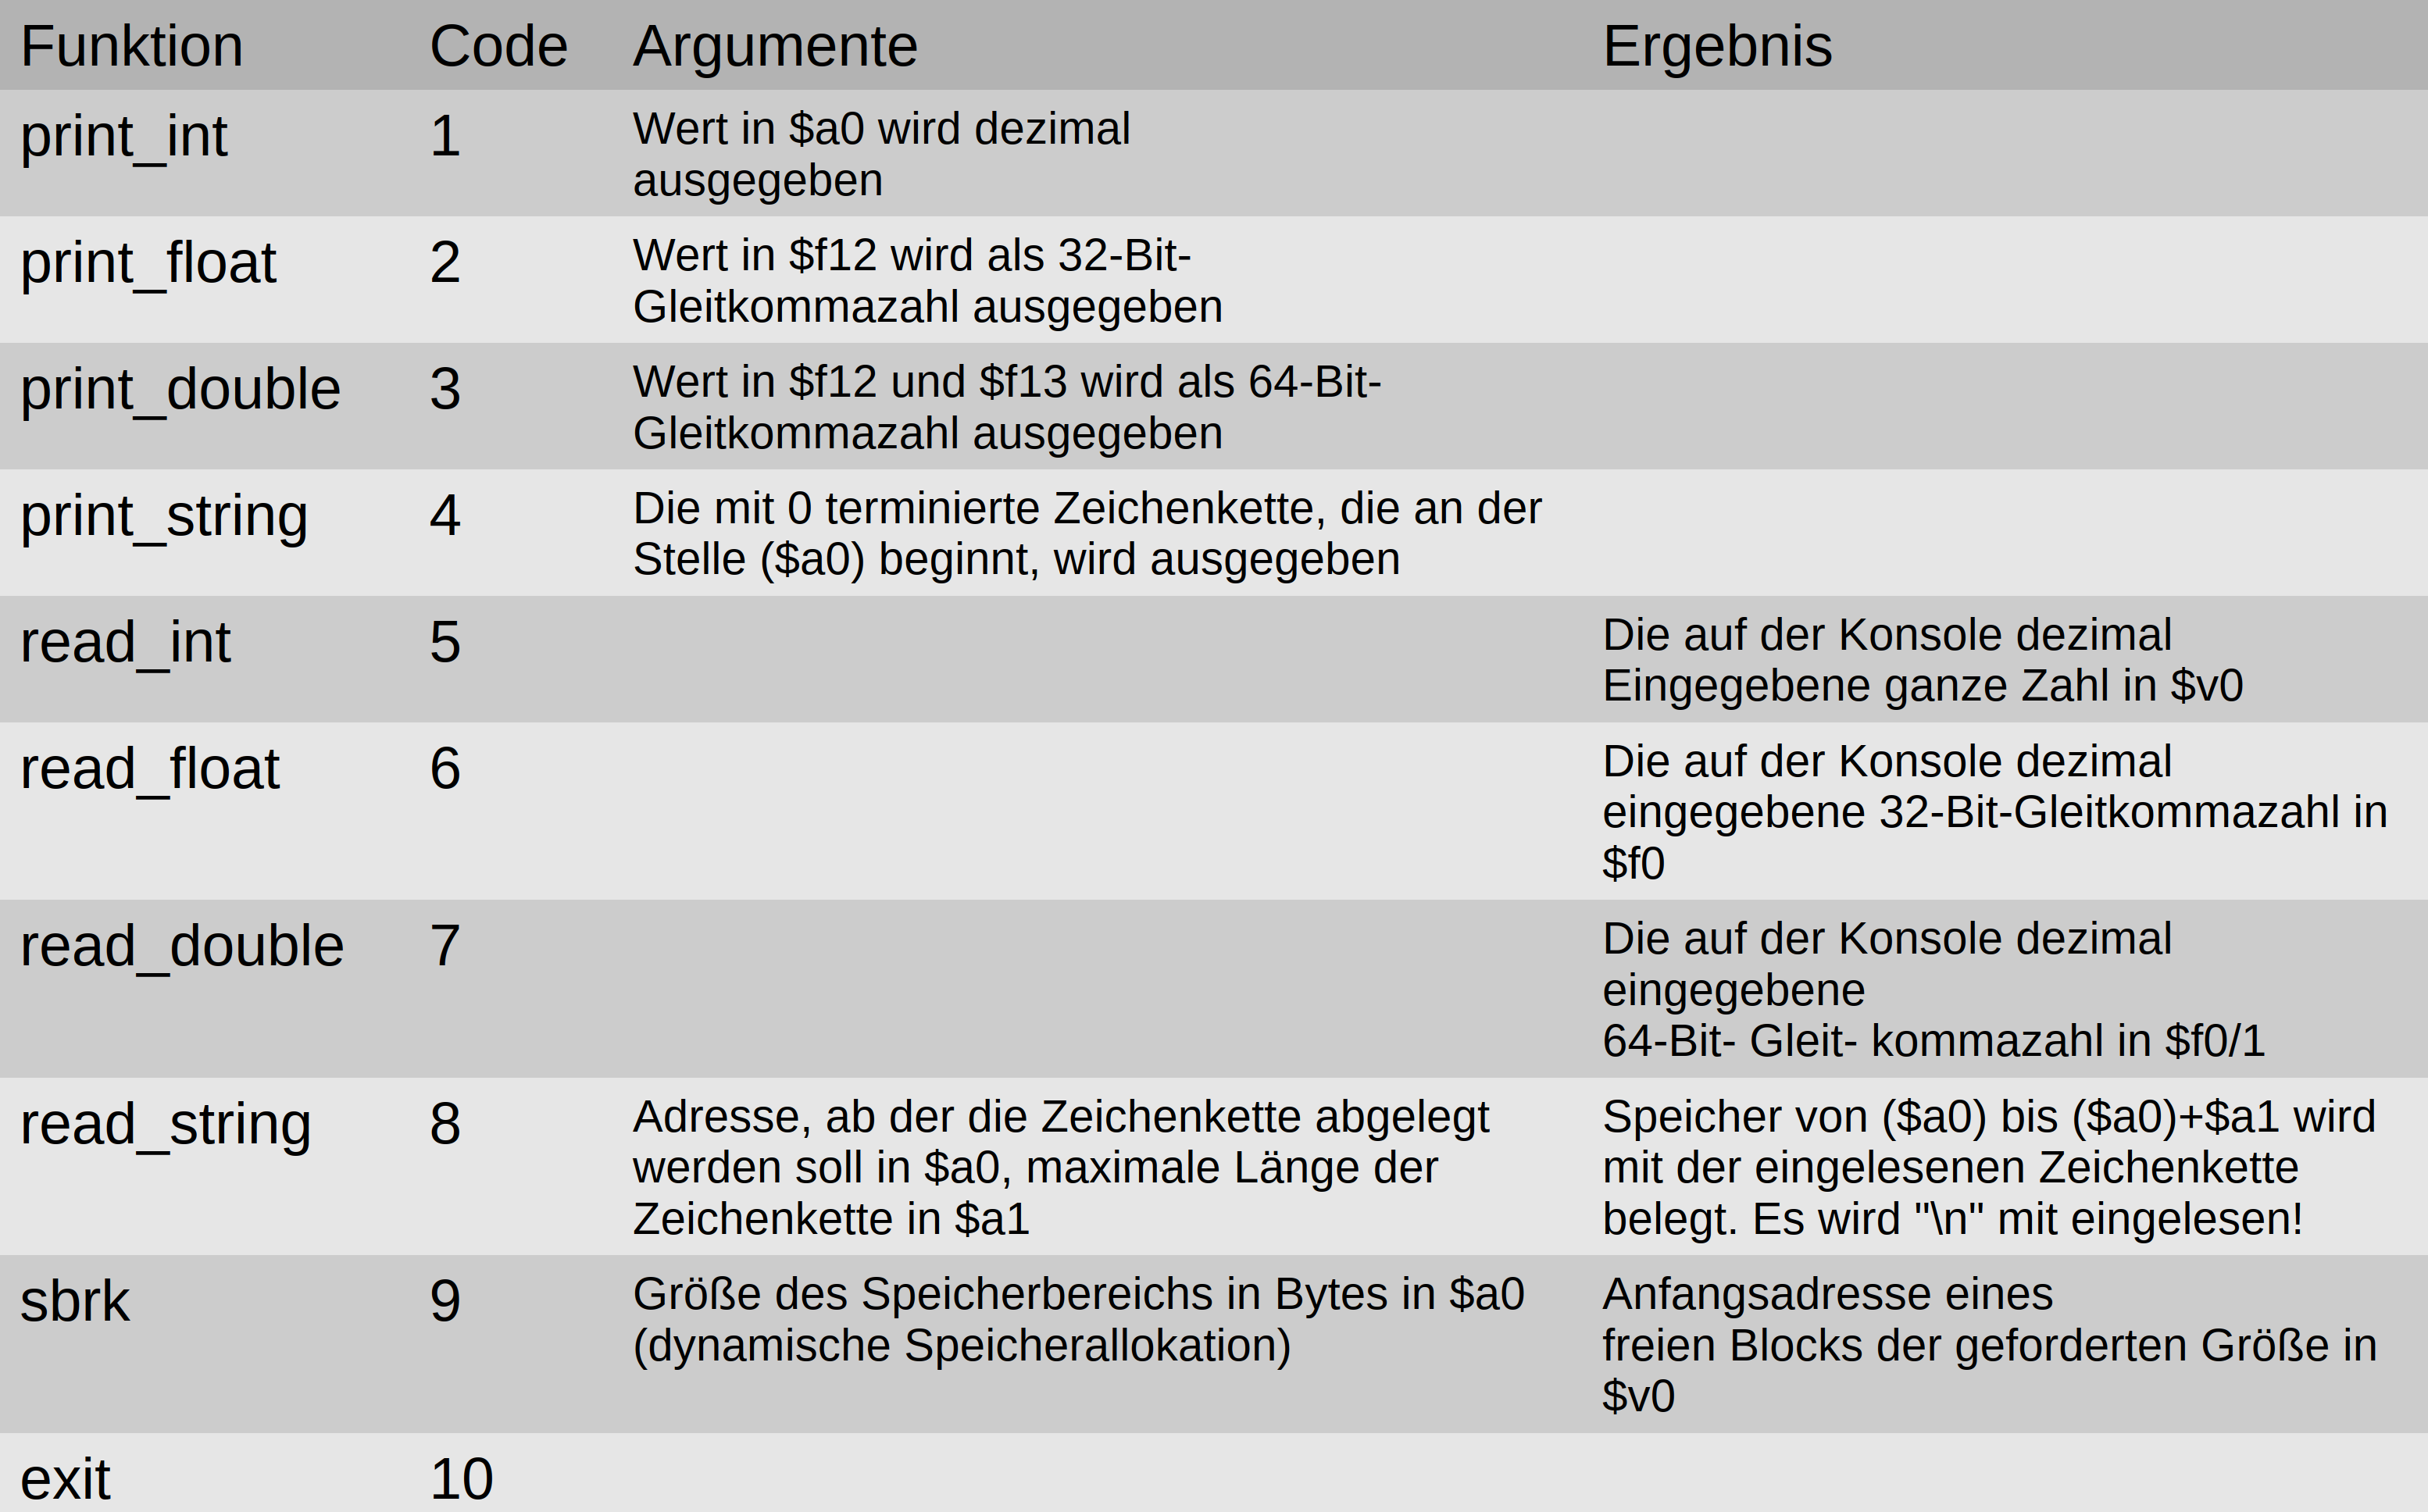 Funktion Code Argumente Ergebnis
print_int 1 Wert in $a0 wird dezimal
ausgegeben
print_float 2 Wert in $f12 wird als 32-Bit-
Gleitkommazahl ausgegeben
print_double 3 Wert in $f12 und $f13 wird als 64-Bit-
Gleitkommazahl ausgegeben
print_string 4 Die mit 0 terminierte Zeichenkette, die an der
Stelle ($a0) beginnt, wird ausgegeben
read_int 5 Die auf der Konsole dezimal
Eingegebene ganze Zahl in $v0
read_float 6 Die auf der Konsole dezimal
eingegebene 32-Bit-Gleitkommazahl in
$f0
read_double 7 Die auf der Konsole dezimal
eingegebene
64-Bit- Gleit- kommazahl in $f0/1
read_string 8 Adresse, ab der die Zeichenkette abgelegt
werden soll in $a0, maximale Länge der
Zeichenkette in $a1
Speicher von ($a0) bis ($a0)+$a1 wird
mit der eingelesenen Zeichenkette
belegt. Es wird "\n" mit eingelesen!
sbrk 9 Größe des Speicherbereichs in Bytes in $a0
(dynamische Speicherallokation)
Anfangsadresse eines
freien Blocks der geforderten Größe in
$v0
exit 10